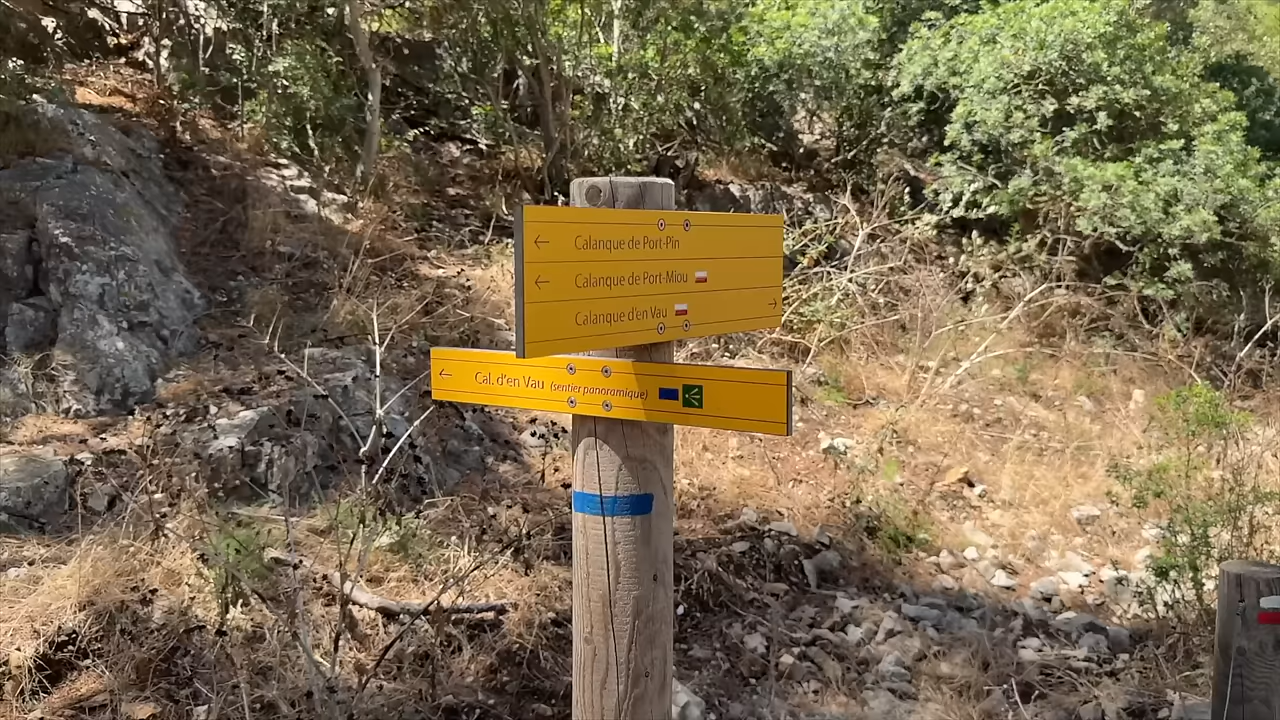 ← Calanque de Port-Pin
← Calanque de Port-Miou
Calanque d'en Vau →
← Cal. d'en Vau (sentier panoramique)